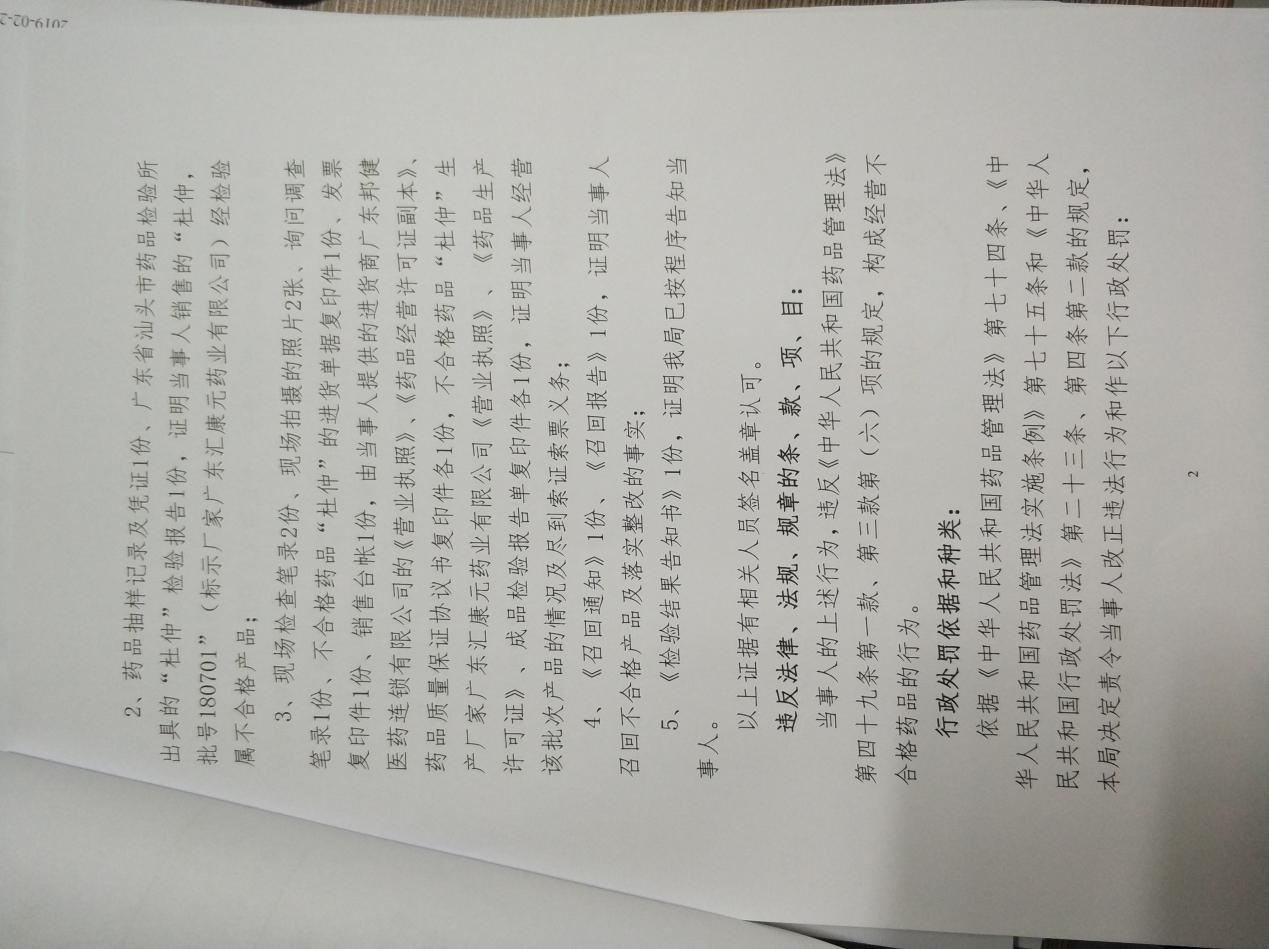 2、药品抽样记录及凭证1份、广东省汕头市药品检验所
出具的“杜仲”检验报告1份，证明当事人销售的“杜仲，
批号180701”（标示厂家广东汇康元药业有限公司）经检验
属不合格产品；
3、现场检查笔录2份、现场拍摄的照片2张、询问调查
笔录1份、不合格药品“杜仲”的进货单据复印件1份、发票
复印件1份、销售台帐1份，由当事人提供的进货商广东邦健
医药连锁有限公司的《营业执照》、《药品经营许可证副本》、
药品质量保证协议书复印件各1份，不合格药品“杜仲”生
产厂家广东汇康元药业有限公司《营业执照》、《药品生产
许可证》、成品检验报告单复印件各1份，证明当事人经营
该批次产品的情况及尽到索证索票义务；
4、《召回通知》1份、《召回报告》1份，证明当事人
召回不合格产品及落实整改的事实；
5、《检验结果告知书》1份，证明我局已按程序告知当
事人。
以上证据有相关人员签名盖章认可。
违反法律、法规、规章的条、款、项、目：
当事人的上述行为，违反《中华人民共和国药品管理法》
第四十九条第一款、第三款第（六）项的规定，构成经营不
合格药品的行为。
行政处罚依据和种类：
依据《中华人民共和国药品管理法》第七十四条、《中
华人民共和国药品管理法实施条例》第七十五条和《中华人
民共和国行政处罚法》第二十三条、第四条第二款的规定，
本局决定责令当事人改正违法行为和作以下行政处罚：
2
2019-02-2